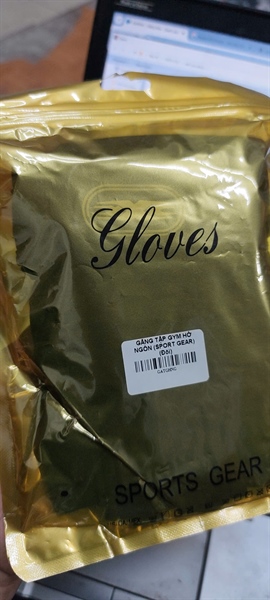 Gloves
GĂNG TẬP GYM HỞ
NGÓN (SPORT GEAR)
(Đôi)
SPORTS GEAR